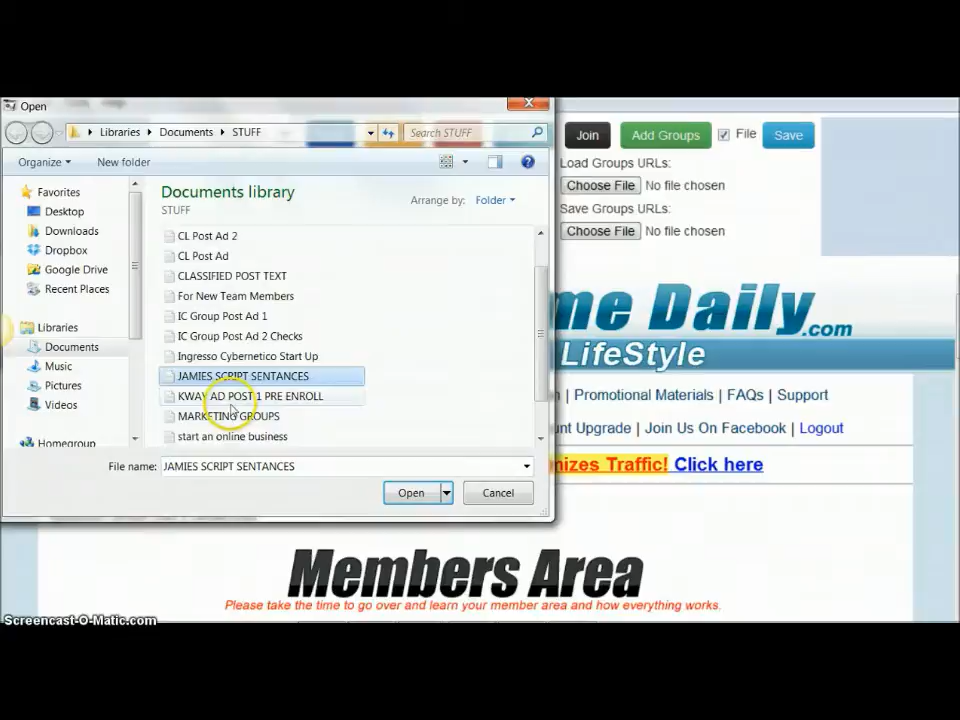 Open
Libraries Documents STUFF
Search STUFF
Organize
New folder
Documents library
STUFF
Arrange by: Folder
Favorites
Desktop
Downloads
Dropbox
Google Drive
Recent Places
Libraries
Documents
Music
Pictures
Videos
Homegroup
CL Post Ad 2
CL Post Ad
CLASSIFIED POST TEXT
For New Team Members
IC Group Post Ad 1
IC Group Post Ad 2 Checks
Ingresso Cybernetico Start Up
JAMIES SCRIPT SENTANCES
KWAY AD POST 1 PRE ENROLL
MARKETING GROUPS
start an online business
File name: JAMIES SCRIPT SENTANCES
Open
Cancel
Join
Add Groups
File
Save
Load Groups URLs:
Choose File No file chosen
Save Groups URLs:
Choose File No file chosen
me Daily.com
LifeStyle
| Promotional Materials | FAQs | Support
unt Upgrade | Join Us On Facebook | Logout
mizes Traffic! Click here
Members Area
Please take the time to go over and learn your member area and how everything works.
Screencast-O-Matic.com